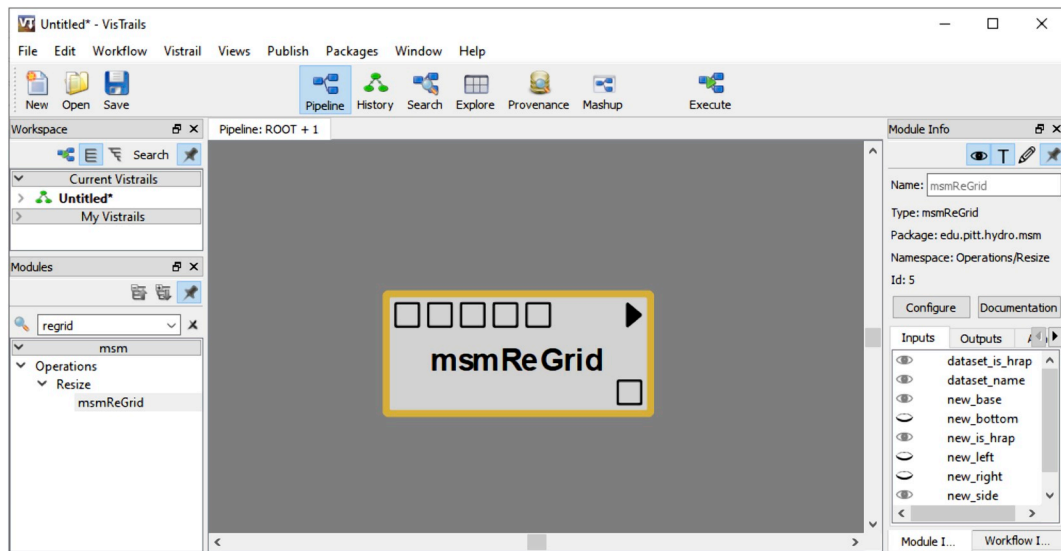 Untitled* - VisTrails
File Edit Workflow Vistrail Views Publish Packages Window Help
New Open Save Pipeline History Search Explore Provenance Mashup Execute
Workspace
Search
Current Vistrails
Untitled*
My Vistrails
Modules
regrid
msm
Operations
Resize
msmReGrid
Pipeline: ROOT + 1
msmReGrid
Module Info
Name: msmReGrid
Type: msmReGrid
Package: edu.pitt.hydro.msm
Namespace: Operations/Resize
Id: 5
Configure Documentation
Inputs Outputs
dataset_is_hrap
dataset_name
new_base
new_bottom
new_is_hrap
new_left
new_right
new_side
Module I... Workflow I...